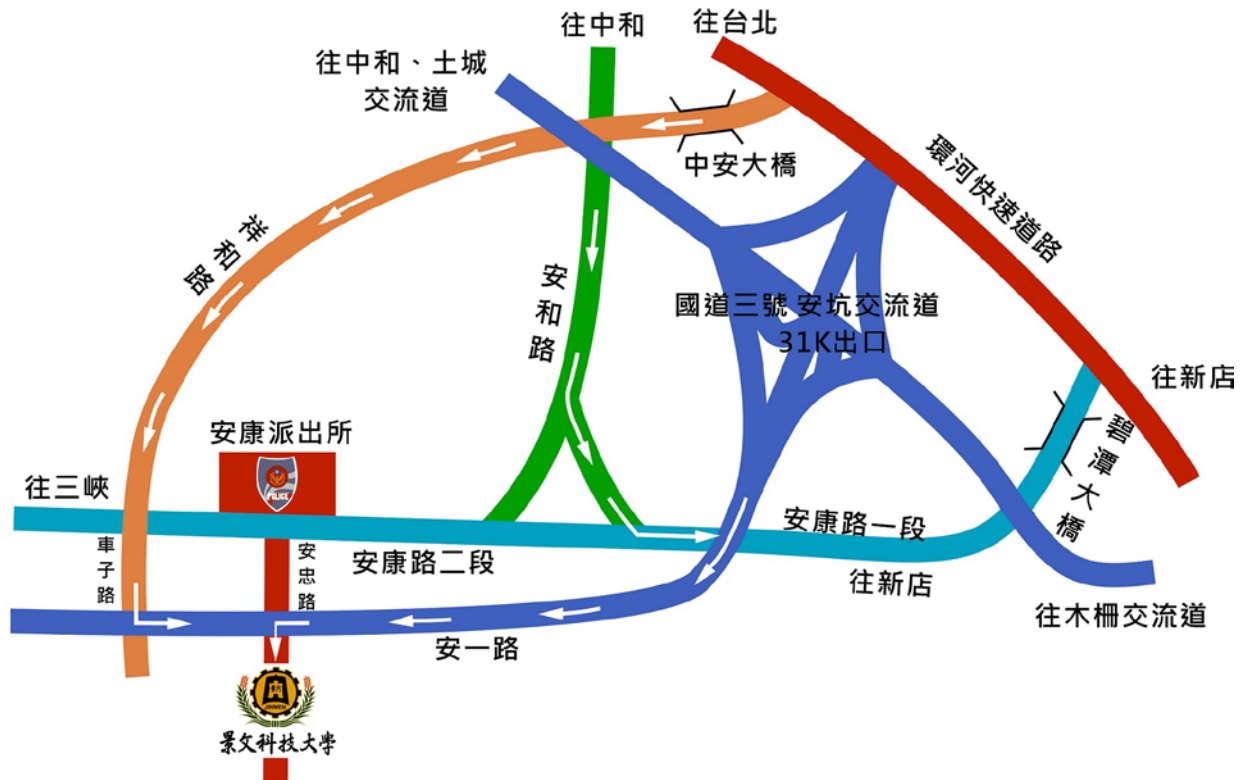 往中和
往台北
往中和、土城
交流道
中安大橋
環河快速道路
祥和路
安和路
國道三號 安坑交流道
31K出口
往新店
碧潭大橋
安康派出所
POLICE
往三峽
車子路
安忠路
安康路二段
安康路一段
往新店
往木柵交流道
安一路
JINWEN
景文科技大學